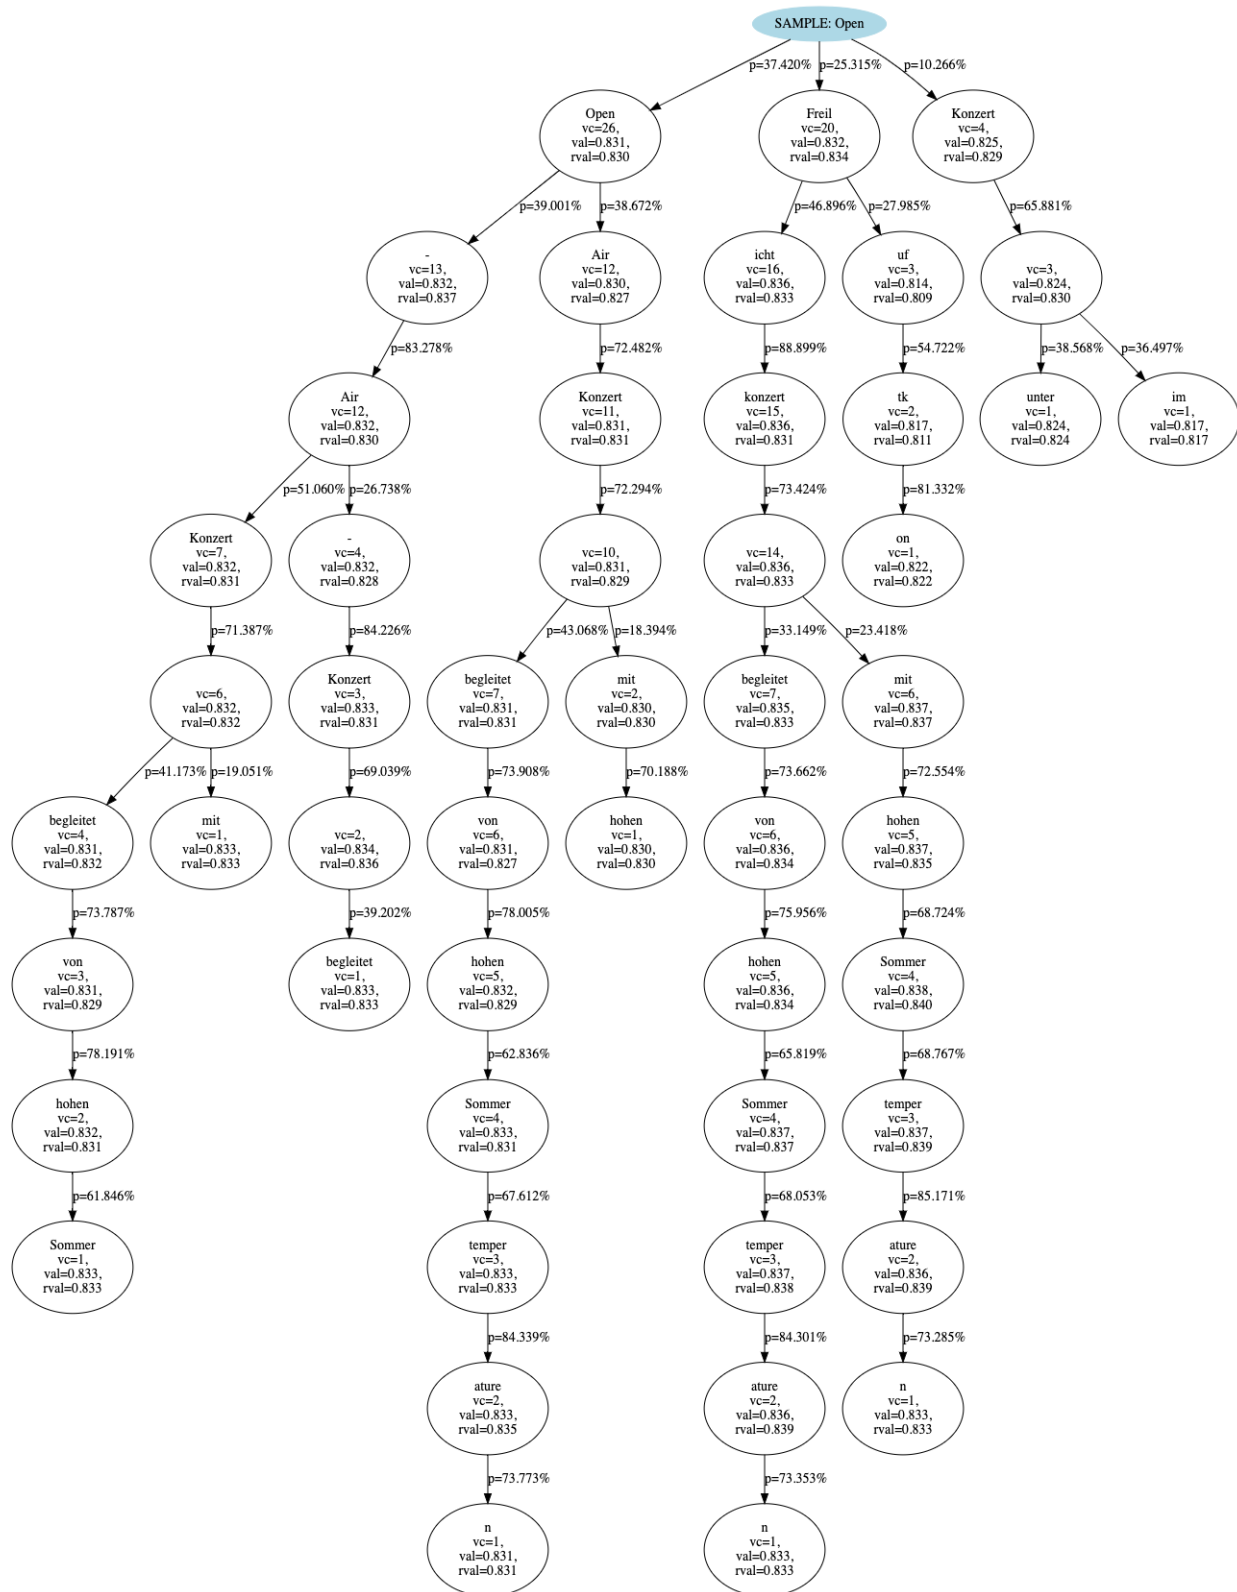 SAMPLE: Open
p=37.420%
p=25.315%
p=10.266%
Open
vc=26,
val=0.831,
rval=0.830
Freil
vc=20,
val=0.832,
rval=0.834
Konzert
vc=4,
val=0.825,
rval=0.829
p=39.001%
p=38.672%
p=46.896%
p=27.985%
p=65.881%
-
vc=13,
val=0.832,
rval=0.837
Air
vc=12,
val=0.830,
rval=0.827
icht
vc=16,
val=0.836,
rval=0.833
uf
vc=3,
val=0.814,
rval=0.809
vc=3,
val=0.824,
rval=0.830
p=83.278%
p=72.482%
p=88.899%
p=54.722%
p=38.568%
p=36.497%
Air
vc=12,
val=0.832,
rval=0.830
Konzert
vc=11,
val=0.831,
rval=0.831
konzert
vc=15,
val=0.836,
rval=0.831
tk
vc=2,
val=0.817,
rval=0.811
unter
vc=1,
val=0.824,
rval=0.824
im
vc=1,
val=0.817,
rval=0.817
p=51.060%
p=26.738%
p=72.294%
p=73.424%
p=81.332%
Konzert
vc=7,
val=0.832,
rval=0.831
-
vc=4,
val=0.832,
rval=0.828
vc=10,
val=0.831,
rval=0.829
vc=14,
val=0.836,
rval=0.833
on
vc=1,
val=0.822,
rval=0.822
p=71.387%
p=84.226%
p=43.068%
p=18.394%
p=33.149%
p=23.418%
vc=6,
val=0.832,
rval=0.832
Konzert
vc=3,
val=0.833,
rval=0.831
begleitet
vc=7,
val=0.831,
rval=0.831
mit
vc=2,
val=0.830,
rval=0.830
begleitet
vc=7,
val=0.835,
rval=0.833
mit
vc=6,
val=0.837,
rval=0.837
p=41.173%
p=19.051%
p=69.039%
p=73.908%
p=70.188%
p=73.662%
p=72.554%
begleitet
vc=4,
val=0.831,
rval=0.832
mit
vc=1,
val=0.833,
rval=0.833
vc=2,
val=0.834,
rval=0.836
von
vc=6,
val=0.831,
rval=0.827
hohen
vc=1,
val=0.830,
rval=0.830
von
vc=6,
val=0.836,
rval=0.834
hohen
vc=5,
val=0.837,
rval=0.835
p=73.787%
p=39.202%
p=78.005%
p=75.956%
p=68.724%
von
vc=3,
val=0.831,
rval=0.829
begleitet
vc=1,
val=0.833,
rval=0.833
hohen
vc=5,
val=0.832,
rval=0.829
hohen
vc=5,
val=0.836,
rval=0.834
Sommer
vc=4,
val=0.838,
rval=0.840
p=78.191%
p=62.836%
p=65.819%
p=68.767%
hohen
vc=2,
val=0.832,
rval=0.831
Sommer
vc=4,
val=0.833,
rval=0.831
Sommer
vc=4,
val=0.837,
rval=0.837
temper
vc=3,
val=0.837,
rval=0.839
p=61.846%
p=67.612%
p=68.053%
p=85.171%
Sommer
vc=1,
val=0.833,
rval=0.833
temper
vc=3,
val=0.833,
rval=0.833
temper
vc=3,
val=0.837,
rval=0.838
ature
vc=2,
val=0.836,
rval=0.839
p=84.339%
p=84.301%
p=73.285%
ature
vc=2,
val=0.833,
rval=0.835
ature
vc=2,
val=0.836,
rval=0.839
n
vc=1,
val=0.833,
rval=0.833
p=73.773%
p=73.353%
n
vc=1,
val=0.831,
rval=0.831
n
vc=1,
val=0.833,
rval=0.833